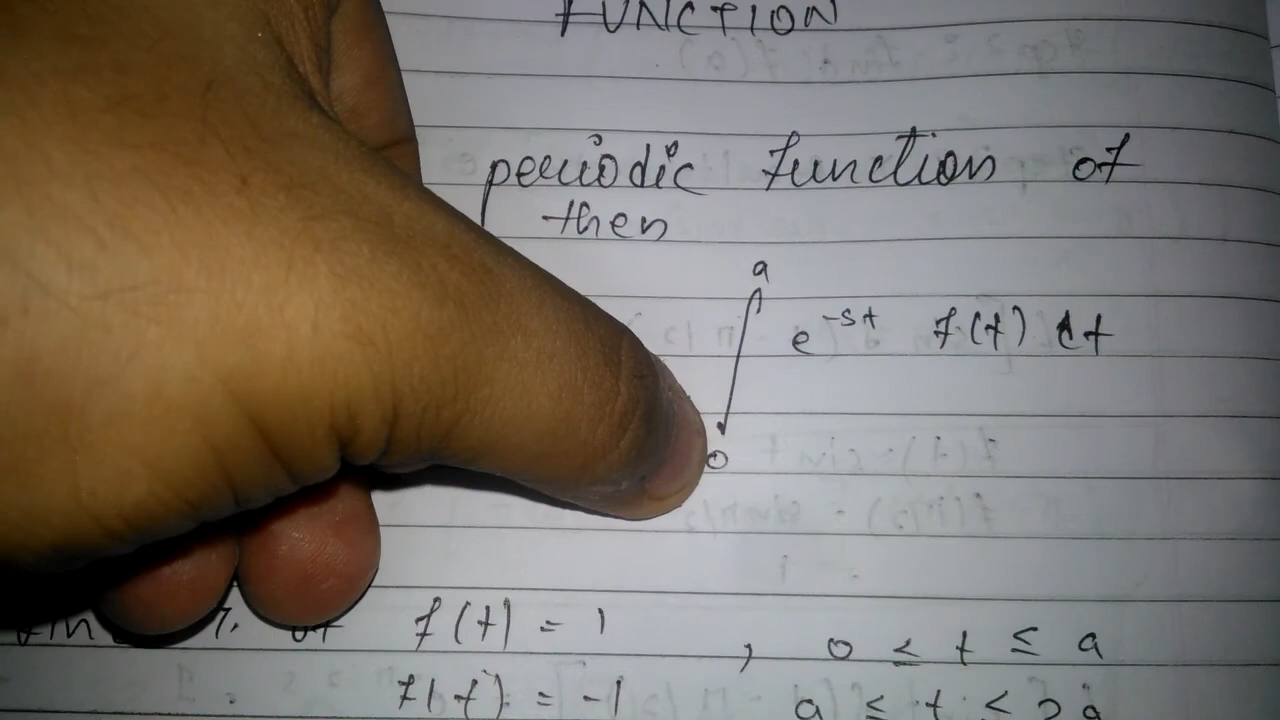 FUNCTION
periodic function of
then
a
e^-st f(t) dt
0
f(t) = 1 , 0 ≤ t ≤ a
f(t) = -1 a ≤ t < 2a